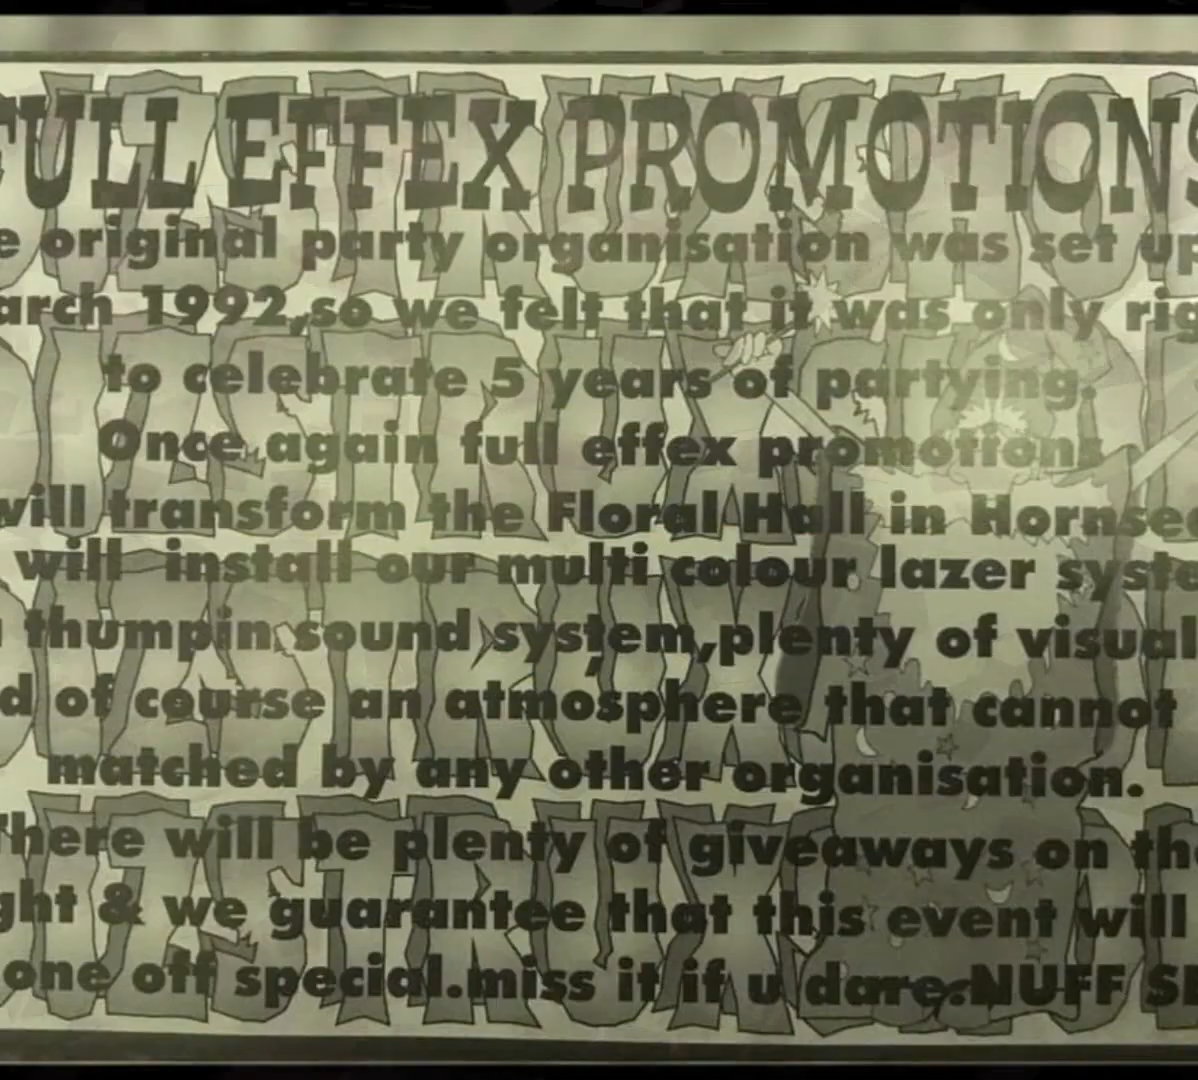 FULL EFFEX PROMOTIONS
e original party organisation was set up
arch 1992,so we felt that it was only rig
to celebrate 5 years of partying.
Once again full effex promotions
will transform the Floral Hall in Hornsea
will install our multi colour lazer syste
thumpin sound system,plenty of visual
d of course an atmosphere that cannot
matched by any other organisation.
here will be plenty of giveaways on the
ght & we guarantee that this event will
one off special.miss it if u dare.NUFF